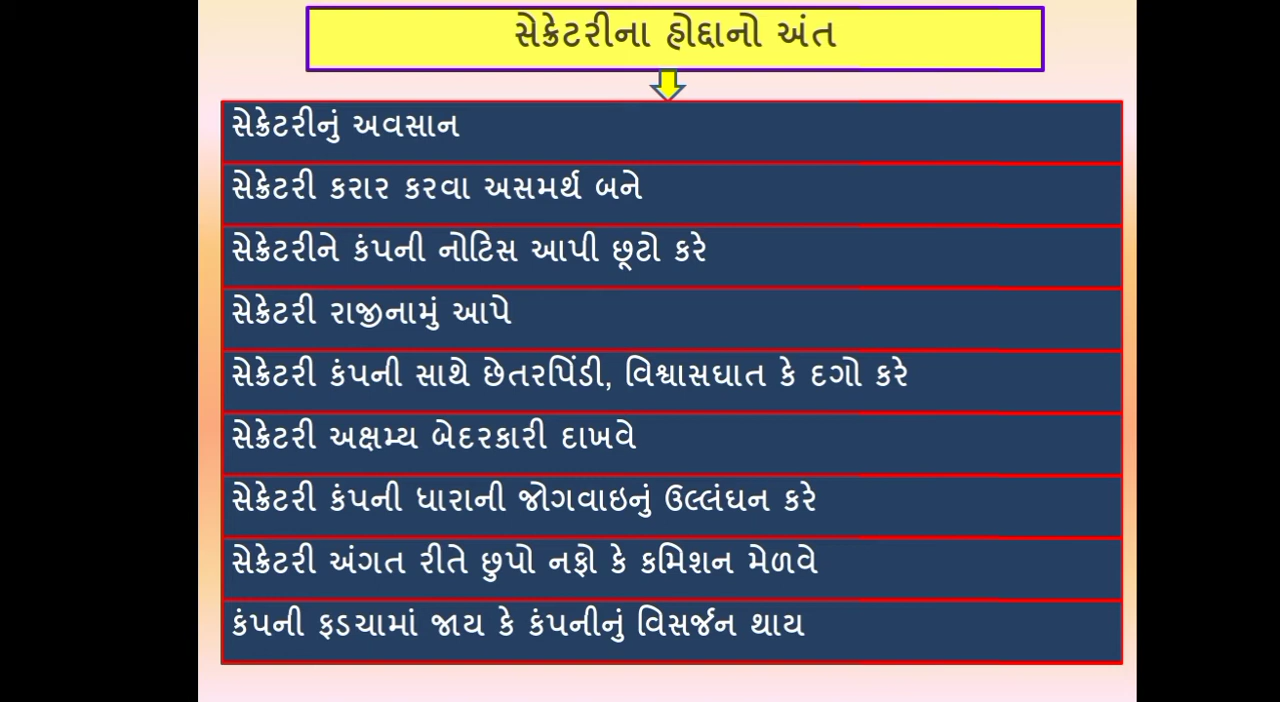 સેક્રેટરીના હોદ્દાનો અંત
સેક્રેટરીનું અવસાન
સેક્રેટરી કરાર કરવા અસમર્થ બને
સેક્રેટરીને કંપની નોટિસ આપી છૂટો કરે
સેક્રેટરી રાજીનામું આપે
સેક્રેટરી કંપની સાથે છેતરપિંડી, વિશ્વાસઘાત કે દગો કરે
સેક્રેટરી અક્ષમ્ય બેદરકારી દાખવે
સેક્રેટરી કંપની ધારાની જોગવાઇનું ઉલ્લંઘન કરે
સેક્રેટરી અંગત રીતે છુપો નફો કે કમિશન મેળવે
કંપની ફડચામાં જાય કે કંપનીનું વિસર્જન થાય